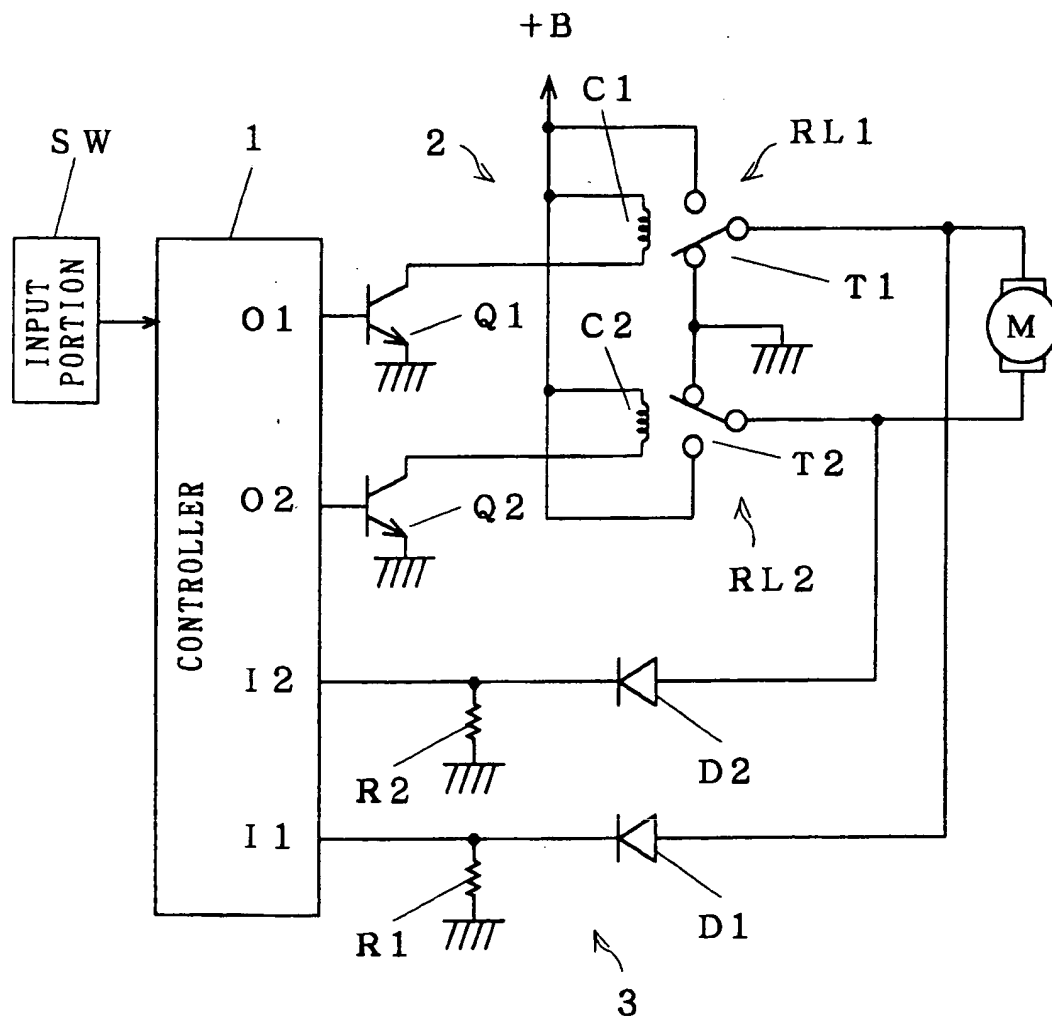 +B
C1
SW
1
2
RL1
INPUT
PORTION
O1
Q1
T1
M
C2
O2
Q2
T2
CONTROLLER
RL2
I2
R2
D2
I1
R1
D1
3